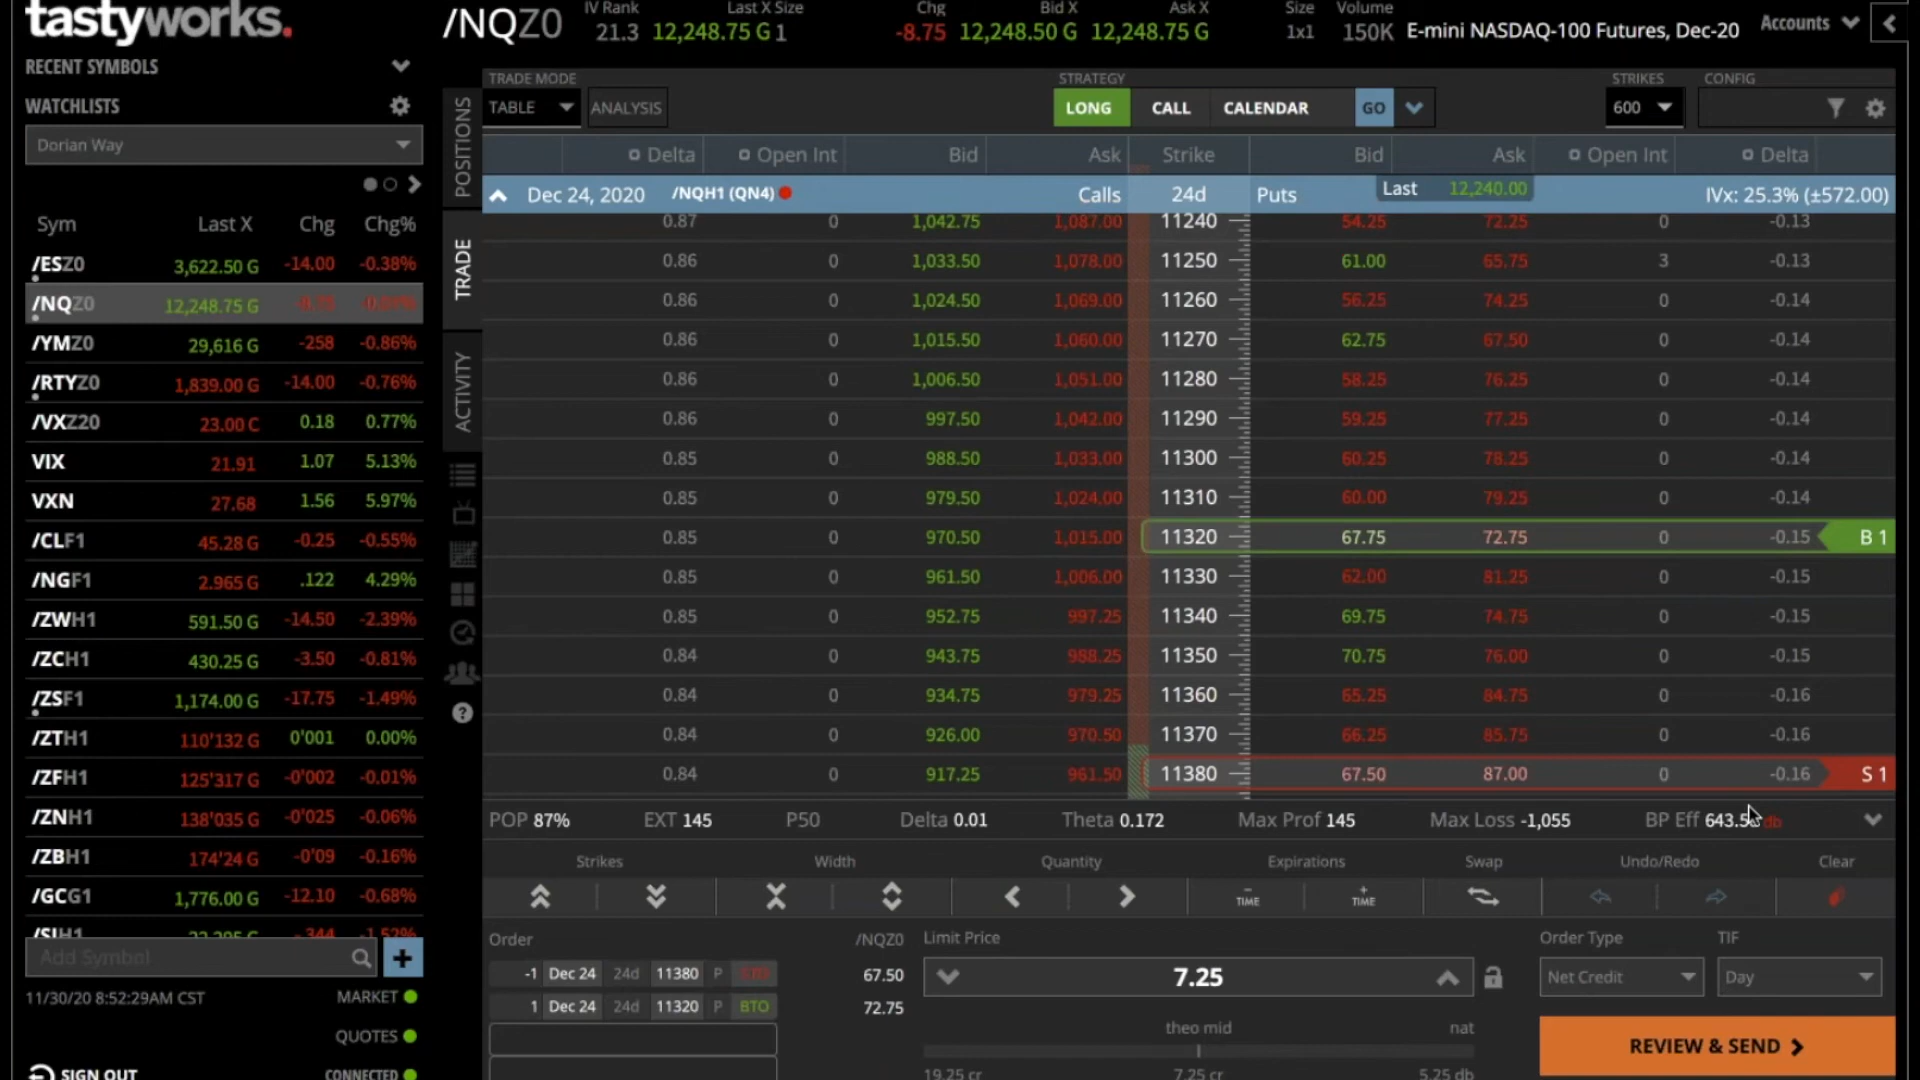 tastyworks.
/NQZ0
IV Rank 21.3
Last X Size 12,248.75 G 1
Chg -8.75
Bid X 12,248.50 G
Ask X 12,248.75 G
Size 1x1
Volume 150K
E-mini NASDAQ-100 Futures, Dec-20
Accounts
RECENT SYMBOLS
WATCHLISTS
Dorian Way
Sym Last X Chg Chg%
/ESZ0 3,622.50 G -14.00 -0.38%
/NQZ0 12,248.75 G
/YMZ0 29,616 G -258 -0.86%
/RTYZ0 1,839.00 G -14.00 -0.76%
/VXZ20 23.00 C 0.18 0.77%
VIX 21.91 1.07 5.13%
VXN 27.68 1.56 5.97%
/CLF1 45.28 G -0.25 -0.55%
/NGF1 2.965 G .122 4.29%
/ZWH1 591.50 G -14.50 -2.39%
/ZCH1 430.25 G -3.50 -0.81%
/ZSF1 1,174.00 G -17.75 -1.49%
/ZTH1 110'132 G 0'001 0.00%
/ZFH1 125'317 G -0'002 -0.01%
/ZNH1 138'035 G -0'025 -0.06%
/ZBH1 174'24 G -0'09 -0.16%
/GCG1 1,776.00 G -12.10 -0.68%
Add Symbol
11/30/20 8:52:29AM CST
MARKET
QUOTES
CONNECTED
SIGN OUT
POSITIONS
TRADE
ACTIVITY
TRADE MODE
TABLE ANALYSIS
STRATEGY
LONG CALL CALENDAR GO
STRIKES
600
CONFIG
Delta Open Int Bid Ask Strike Bid Ask Open Int Delta
Dec 24, 2020 /NQH1 (QN4) Calls 24d Puts Last 12,240.00 IVx: 25.3% (±572.00)
0.87 0 1,042.75 1,087.00 11240 54.25 72.25 0 -0.13
0.86 0 1,033.50 1,078.00 11250 61.00 65.75 3 -0.13
0.86 0 1,024.50 1,069.00 11260 56.25 74.25 0 -0.14
0.86 0 1,015.50 1,060.00 11270 62.75 67.50 0 -0.14
0.86 0 1,006.50 1,051.00 11280 58.25 76.25 0 -0.14
0.86 0 997.50 1,042.00 11290 59.25 77.25 0 -0.14
0.85 0 988.50 1,033.00 11300 60.25 78.25 0 -0.14
0.85 0 979.50 1,024.00 11310 60.00 79.25 0 -0.14
0.85 0 970.50 1,015.00 11320 67.75 72.75 0 -0.15 B 1
0.85 0 961.50 1,006.00 11330 62.00 81.25 0 -0.15
0.85 0 952.75 997.25 11340 69.75 74.75 0 -0.15
0.84 0 943.75 988.25 11350 70.75 76.00 0 -0.15
0.84 0 934.75 979.25 11360 65.25 84.75 0 -0.16
0.84 0 926.00 970.50 11370 66.25 85.75 0 -0.16
0.84 0 917.25 961.50 11380 67.50 87.00 0 -0.16 S 1
POP 87% EXT 145 P50 Delta 0.01 Theta 0.172 Max Prof 145 Max Loss -1,055 BP Eff db
Strikes Width Quantity Expirations Swap Undo/Redo Clear
− TIME + TIME
Order /NQZ0
-1 Dec 24 24d 11380 P STO 67.50
1 Dec 24 24d 11320 P BTO 72.75
Limit Price
7.25
theo mid nat
19.25 cr 7.25 cr 5.25 db
Order Type
Net Credit
TIF
Day
REVIEW & SEND